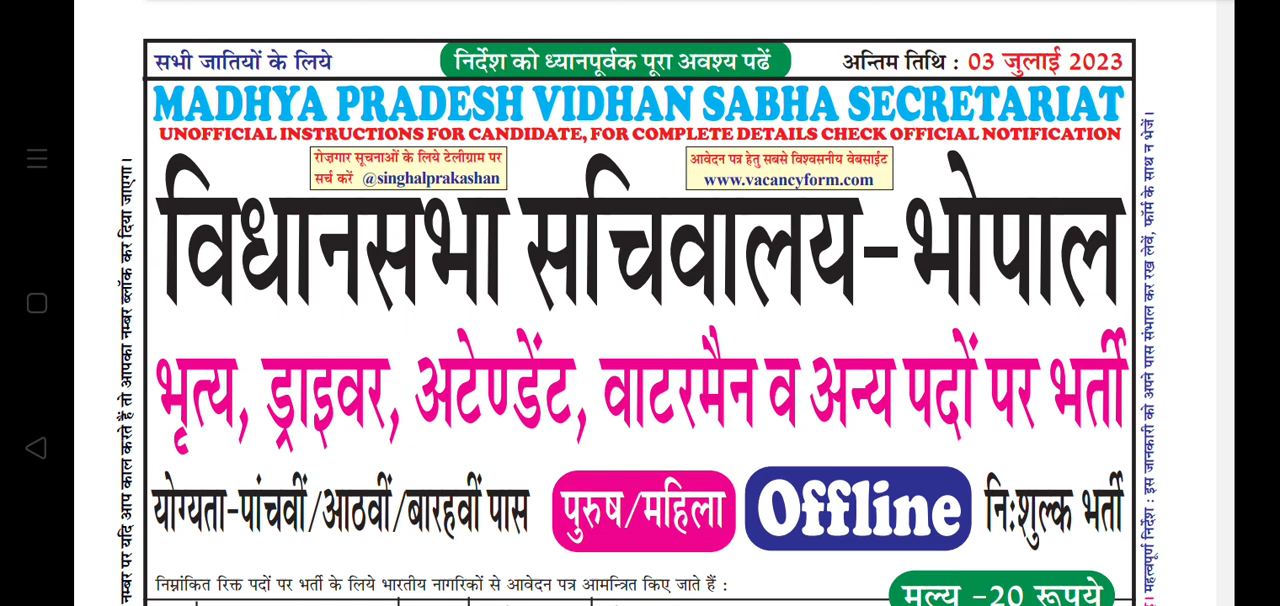 सभी जातियों के लिये
निर्देश को ध्यानपूर्वक पूरा अवश्य पढें
अन्तिम तिथि : 03 जुलाई 2023
MADHYA PRADESH VIDHAN SABHA SECRETARIAT
UNOFFICIAL INSTRUCTIONS FOR CANDIDATE, FOR COMPLETE DETAILS CHECK OFFICIAL NOTIFICATION
रोज़गार सूचनाओं के लिये टेलीग्राम पर
सर्च करें @singhalprakashan
आवेदन पत्र हेतु सबसे विश्वसनीय वेबसाईट
www.vacancyform.com
विधानसभा सचिवालय-भोपाल
भृत्य, ड्राइवर, अटेण्डेंट, वाटरमैन व अन्य पदों पर भर्ती
योग्यता-पांचवीं/आठवीं/बारहवीं पास
पुरुष/महिला
Offline
निःशुल्क भर्ती
निम्नांकित रिक्त पदों पर भर्ती के लिये भारतीय नागरिकों से आवेदन पत्र आमन्त्रित किए जाते हैं :
मूल्य -20 रूपये
नम्बर पर यदि आप काल करते हैं तो आपका नम्बर ब्लॉक कर दिया जाएगा।
महत्वपूर्ण निर्देश : इस जानकारी को अपने पास संभाल कर रख लेवें, फॉर्म के साथ न भेजें।